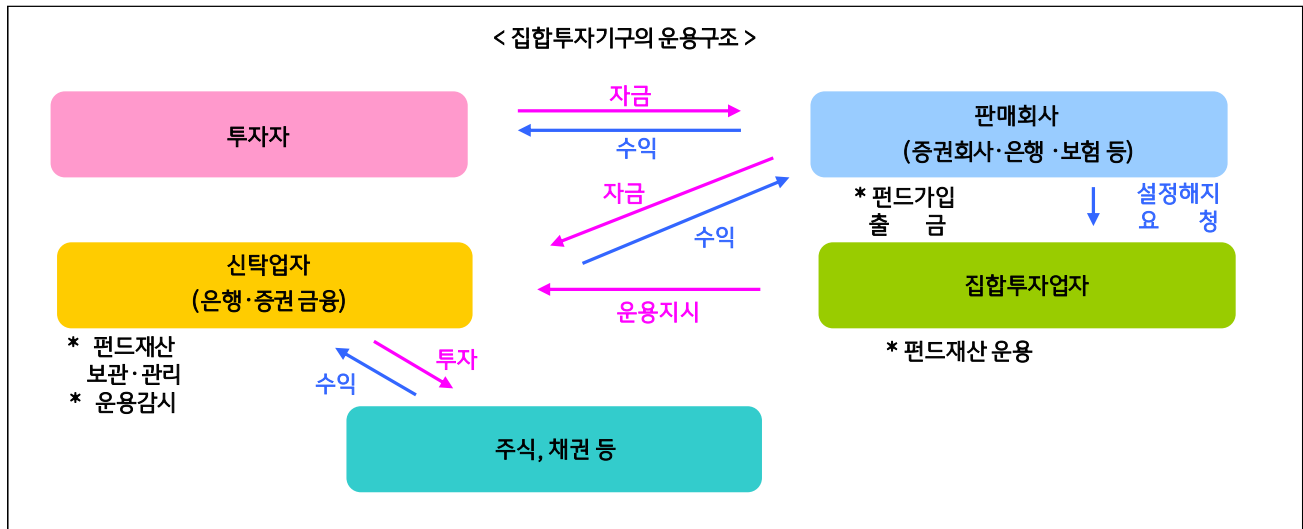 < 집합투자기구의 운용구조 >
투자자
자금
수익
판매회사
(증권회사·은행 ·보험 등)
자금
수익
* 펀드가입
출 금
설정해지
요 청
신탁업자
(은행·증권 금융)
운용지시
집합투자업자
* 펀드재산
보관·관리
* 운용감시
투자
수익
* 펀드재산 운용
주식, 채권 등